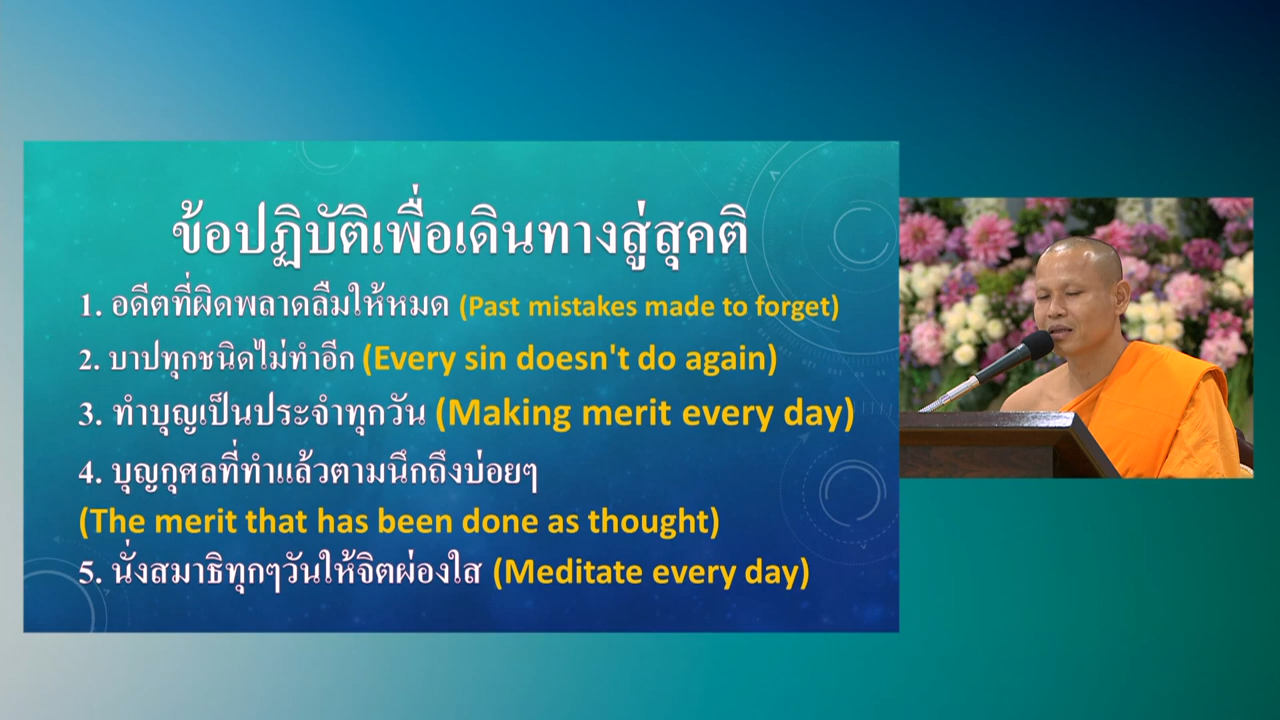 ข้อปฏิบัติเพื่อเดินทางสู่สุคติ
1. อดีตที่ผิดพลาดลืมให้หมด (Past mistakes made to forget)
2. บาปทุกชนิดไม่ทำอีก (Every sin doesn't do again)
3. ทำบุญเป็นประจำทุกวัน (Making merit every day)
4. บุญกุศลที่ทำแล้วตามนึกถึงบ่อยๆ
(The merit that has been done as thought)
5. นั่งสมาธิทุกๆวันให้จิตผ่องใส (Meditate every day)